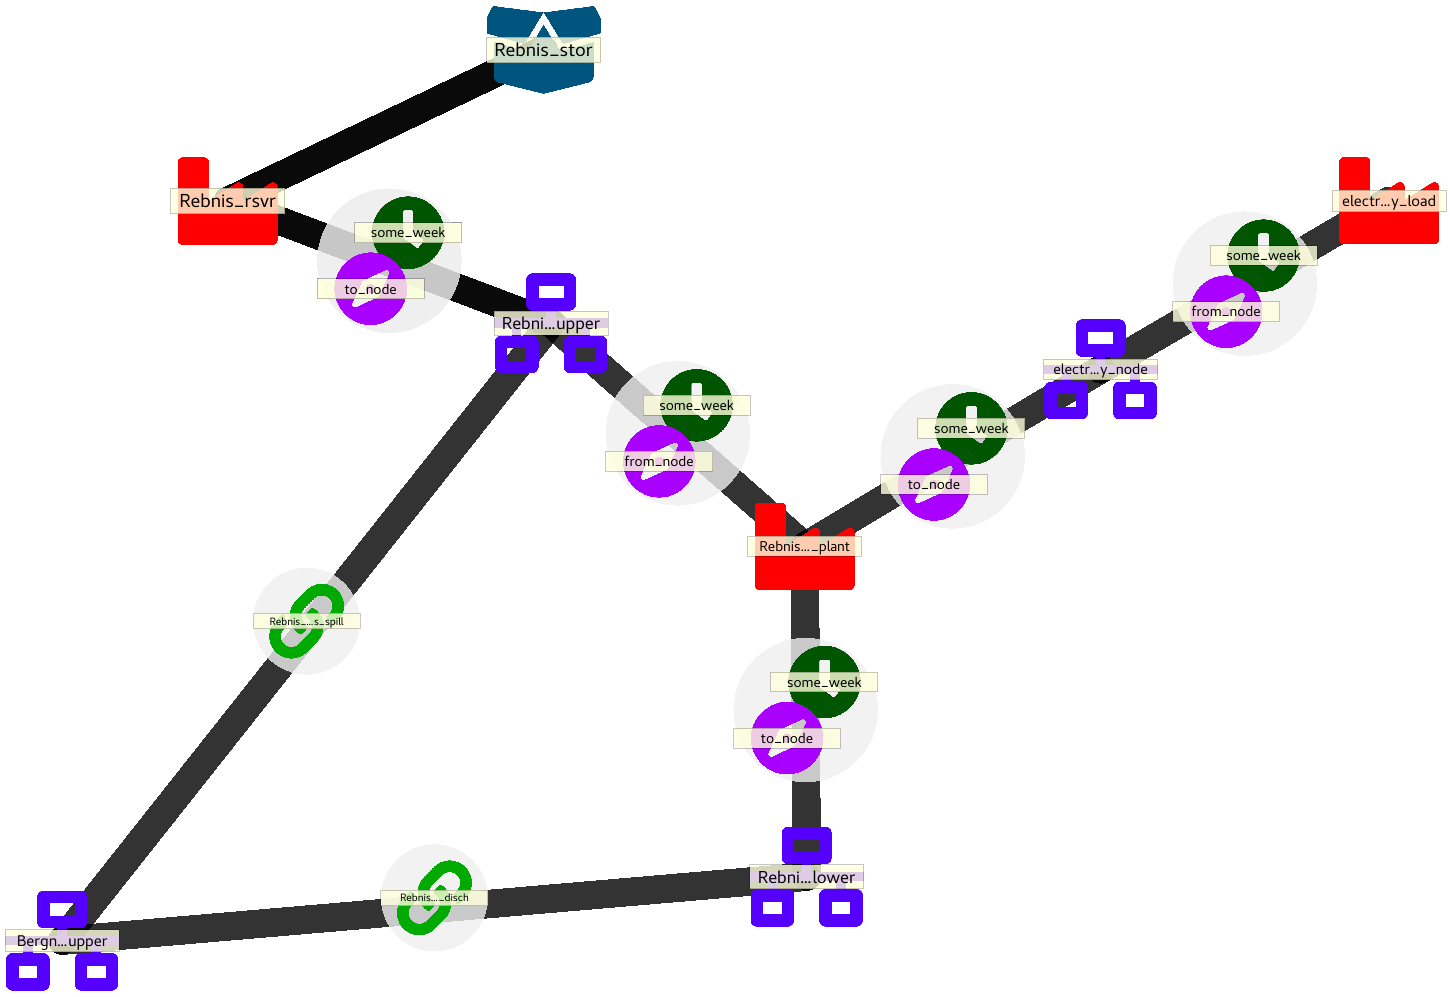 Rebnis_stor
Rebnis_rsvr
electr...y_load
some_week
some_week
to_node
from_node
Rebni...upper
electr...y_node
some_week
some_week
from_node
to_node
Rebnis..._plant
Rebnis_...s_spill
some_week
to_node
Rebni...lower
Rebnis..._disch
Bergn...upper